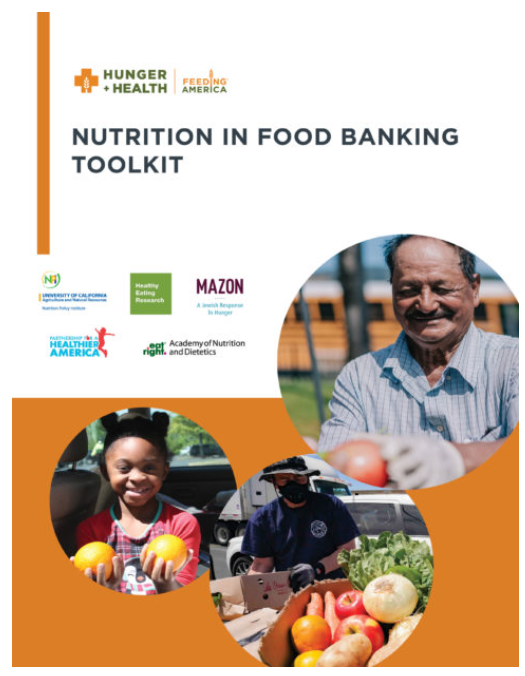 HUNGER
+ HEALTH
FEEDING
AMERICA
NUTRITION IN FOOD BANKING
TOOLKIT
UNIVERSITY OF CALIFORNIA
Agriculture and Natural Resources
Nutrition Policy Institute
Healthy
Eating
Research
MAZON
A Jewish Response
to Hunger
PARTNERSHIP FOR A
HEALTHIER
AMERICA
eat
right.
Academy of Nutrition
and Dietetics